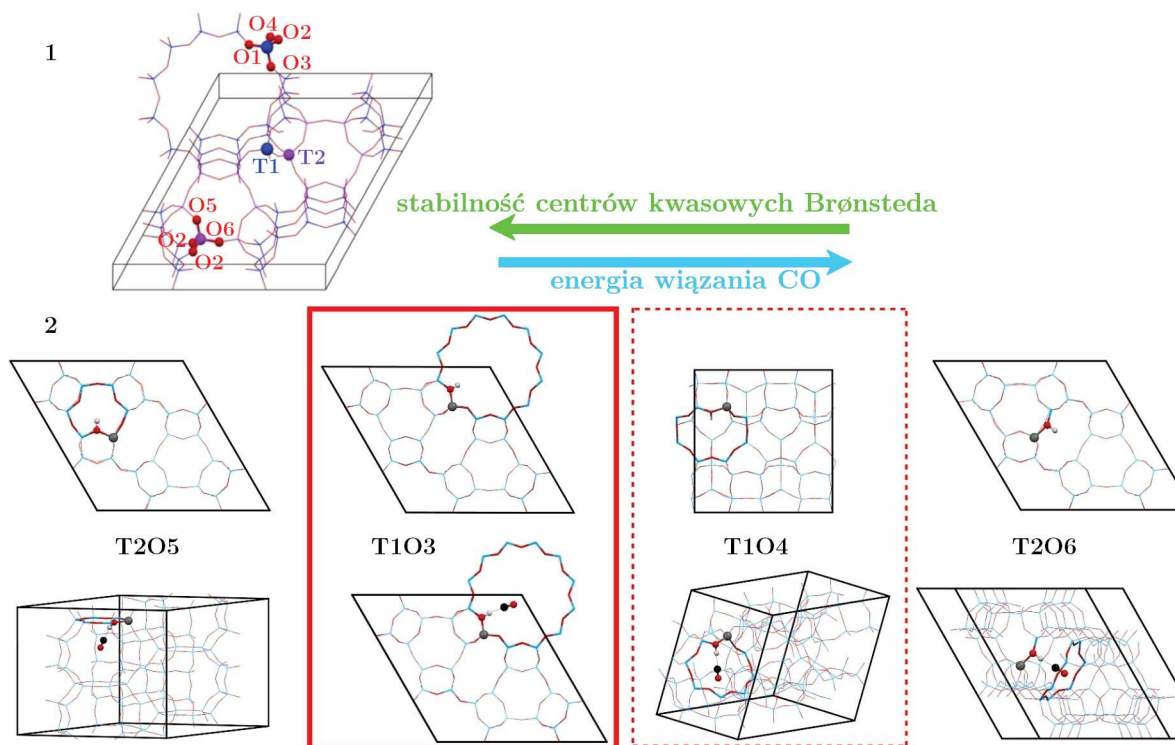 1
O4
O2
O1
O3
T1
T2
O5
O6
O2
O2
stabilność centrów kwasowych Brønsteda
energia wiązania CO
2
T2O5
T1O3
T1O4
T2O6